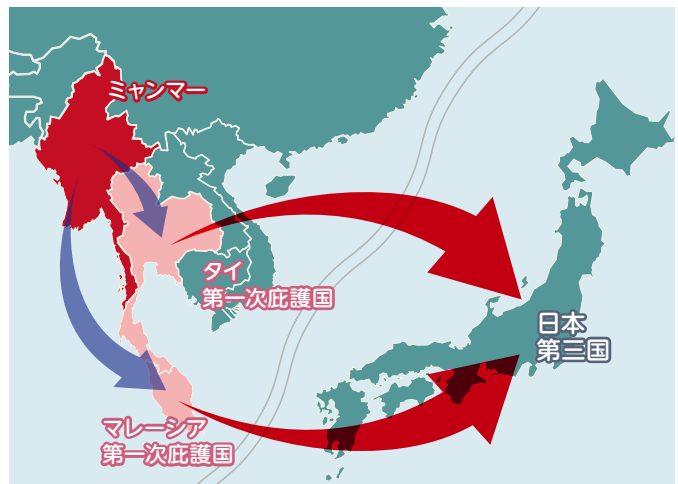 ミャンマー
タイ
第一次庇護国
日本
第三国
マレーシア
第一次庇護国